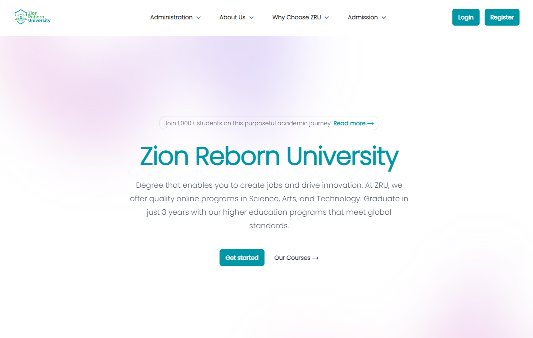 Zion
Reborn
University
Administration
About Us
Why Choose ZRU
Admission
Login
Register
Join 1,000+ students on this purposeful academic journey. Read more →
Zion Reborn University
Degree that enables you to create jobs and drive innovation. At ZRU, we
offer quality online programs in Science, Arts, and Technology. Graduate in
just 3 years with our higher education programs that meet global
standards.
Get started
Our Courses →